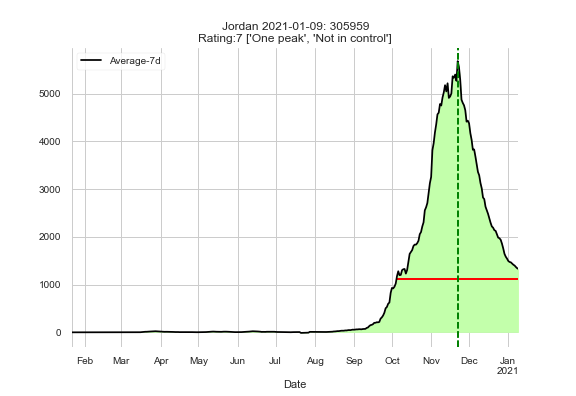 Jordan 2021-01-09: 305959
Rating:7 ['One peak', 'Not in control']
Average-7d
5000
4000
3000
2000
1000
0
Feb Mar Apr May Jun Jul Aug Sep Oct Nov Dec Jan
2021
Date